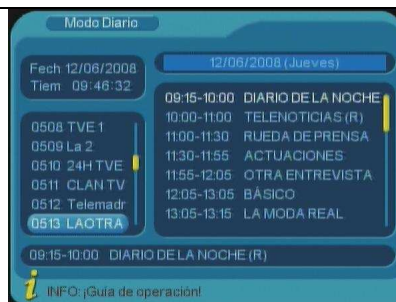 Modo Diario
Fech 12/06/2008
Tiem 09:46:32
12/06/2008 (Jueves)
0508 TVE 1
0509 La 2
0510 24H TVE
0511 CLAN TV
0512 Telemadr
0513 LAOTRA
09:15-10:00 DIARIO DE LA NOCHE
10:00-11:00 TELENOTICIAS (R)
11:00-11:30 RUEDA DE PRENSA
11:30-11:55 ACTUACIONES
11:55-12:05 OTRA ENTREVISTA
12:05-13:05 BÁSICO
13:05-13:15 LA MODA REAL
09:15-10:00 DIARIO DE LA NOCHE (R)
i INFO: ¡Guia de operación!